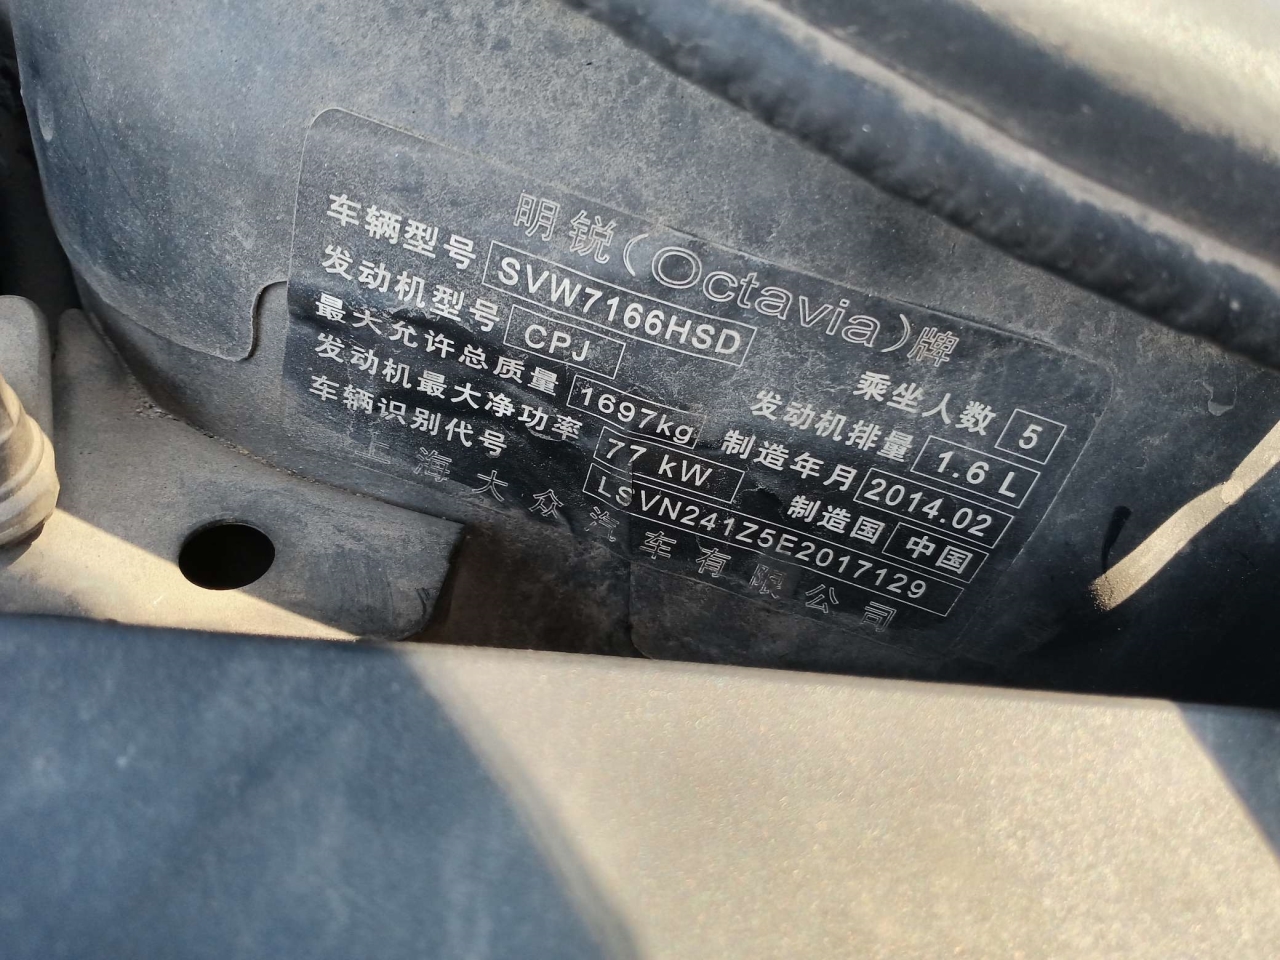 明锐(Octavia)牌
车辆型号 SVW7166HSD 乘坐人数 5
发动机型号 CPJ 发动机排量 1.6 L
最大允许总质量 1697kg 制造年月 2014.02
发动机最大净功率 77 kW 制造国 中国
车辆识别代号 LSVN241Z5E2017129
上海大众汽车有限公司